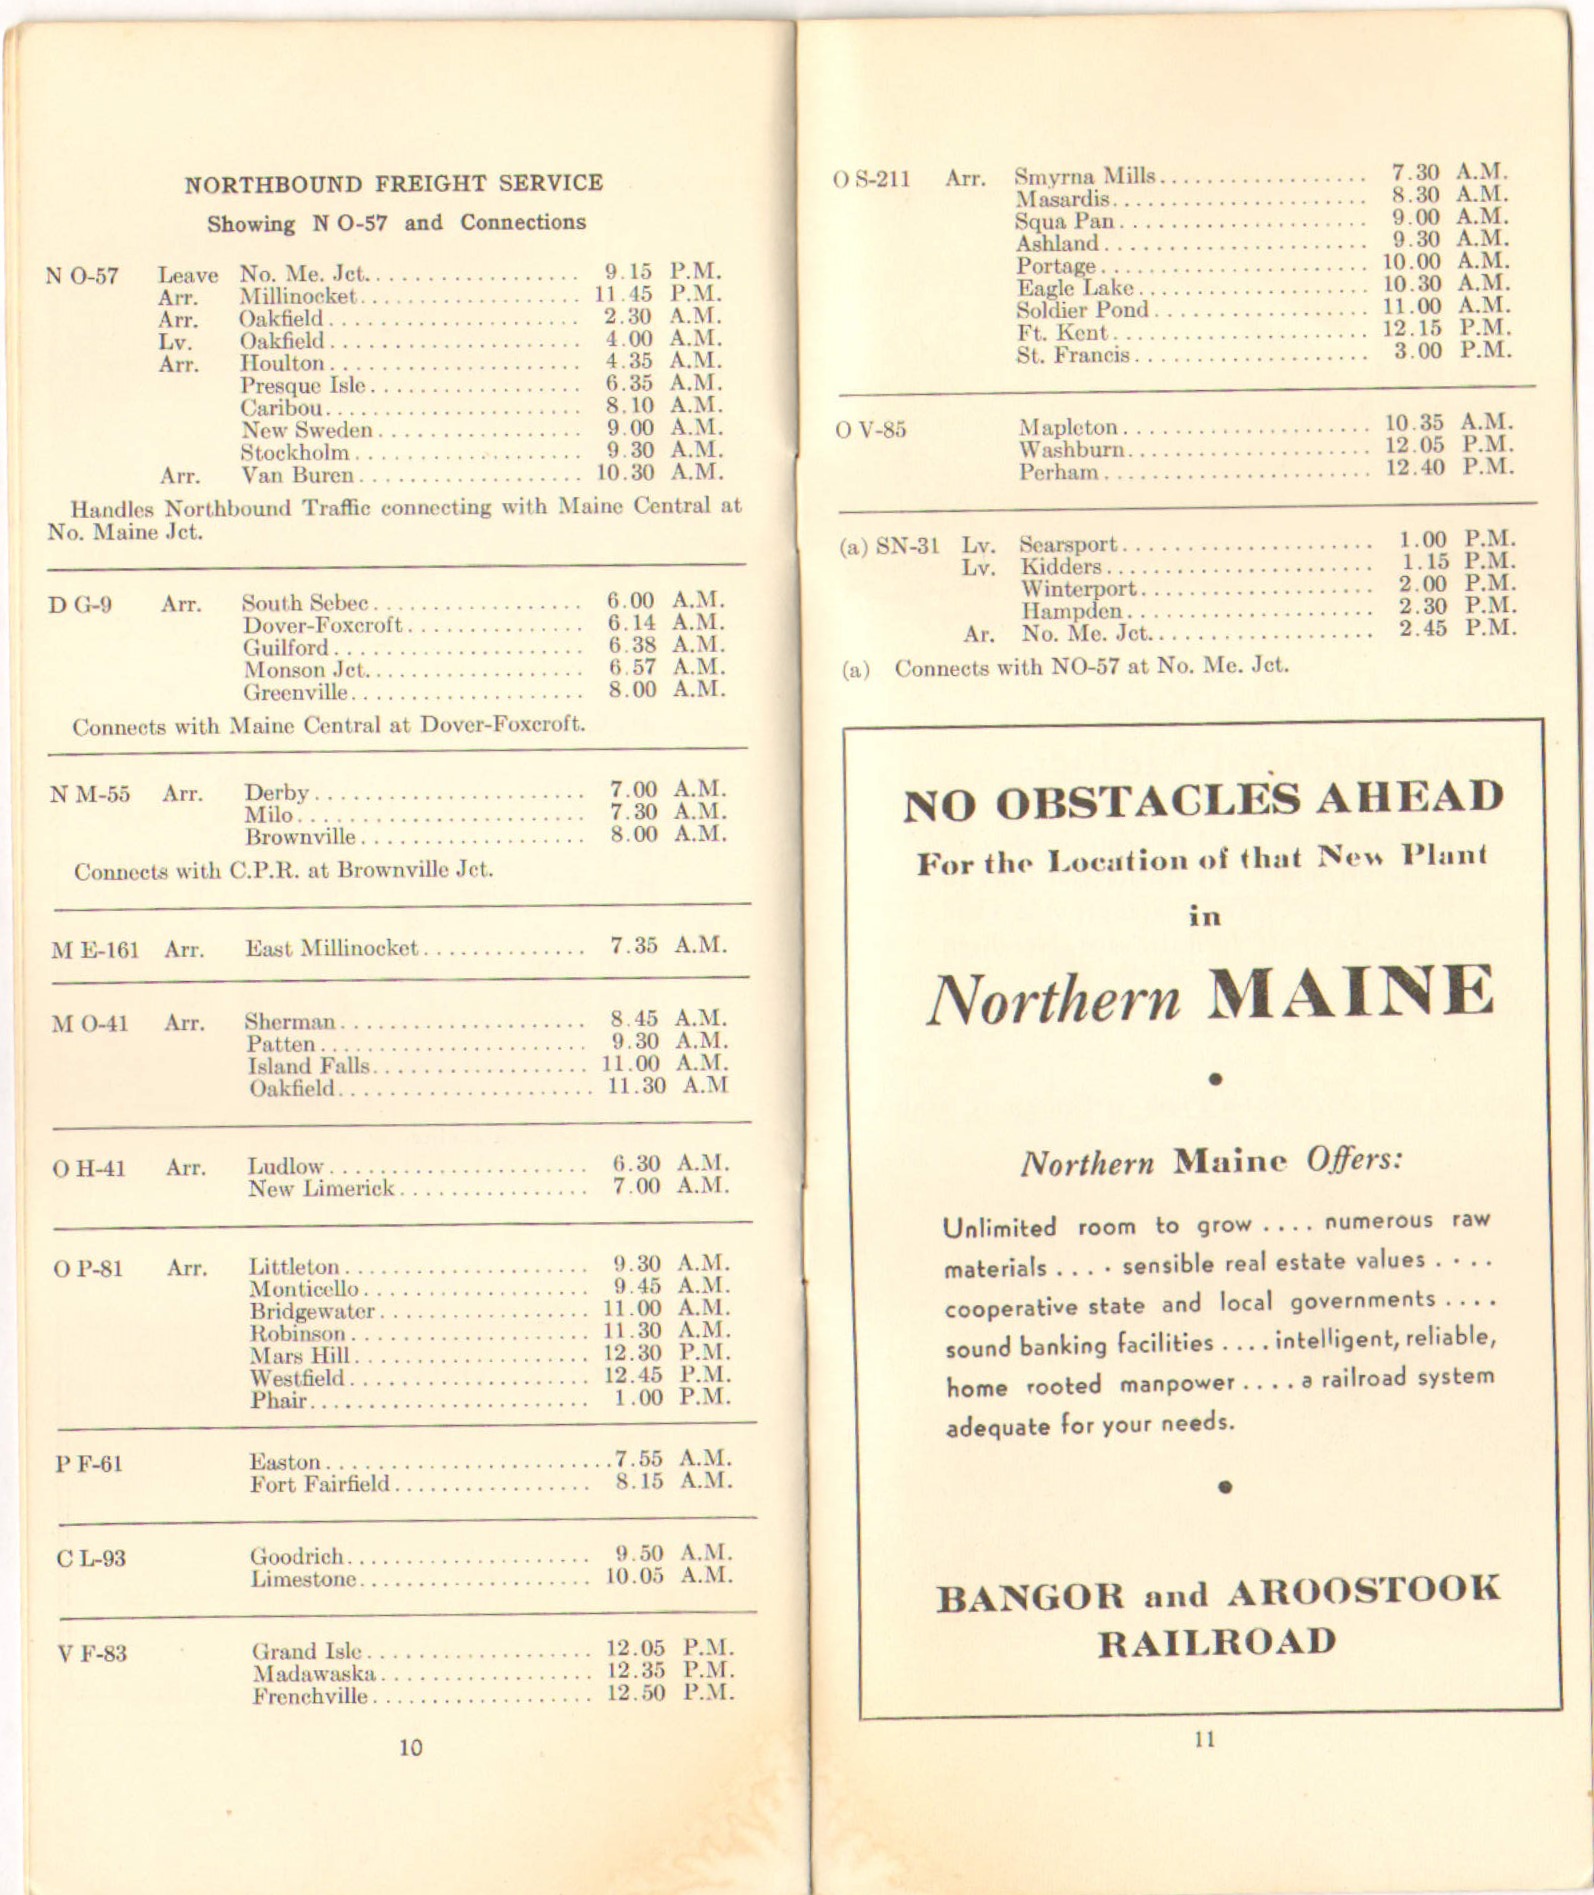 NORTHBOUND FREIGHT SERVICE
Showing N O-57 and Connections
N O-57 Leave No. Me. Jct. 9.15 P.M.
Arr. Millinocket 11.45 P.M.
Arr. Oakfield 2.30 A.M.
Lv. Oakfield 4.00 A.M.
Arr. Houlton 4.35 A.M.
Presque Isle 6.35 A.M.
Caribou 8.10 A.M.
New Sweden 9.00 A.M.
Stockholm 9.30 A.M.
Arr. Van Buren 10.30 A.M.
Handles Northbound Traffic connecting with Maine Central at
No. Maine Jct.
D G-9 Arr. South Sebec 6.00 A.M.
Dover-Foxcroft 6.14 A.M.
Guilford 6.38 A.M.
Monson Jct. 6.57 A.M.
Greenville 8.00 A.M.
Connects with Maine Central at Dover-Foxcroft.
N M-55 Arr. Derby 7.00 A.M.
Milo 7.30 A.M.
Brownville 8.00 A.M.
Connects with C.P.R. at Brownville Jct.
M E-161 Arr. East Millinocket 7.35 A.M.
M O-41 Arr. Sherman 8.45 A.M.
Patten 9.30 A.M.
Island Falls 11.00 A.M.
Oakfield 11.30 A.M
O H-41 Arr. Ludlow 6.30 A.M.
New Limerick 7.00 A.M.
O P-81 Arr. Littleton 9.30 A.M.
Monticello 9.45 A.M.
Bridgewater 11.00 A.M.
Robinson 11.30 A.M.
Mars Hill 12.30 P.M.
Westfield 12.45 P.M.
Phair 1.00 P.M.
P F-61 Easton 7.55 A.M.
Fort Fairfield 8.15 A.M.
C L-93 Goodrich 9.50 A.M.
Limestone 10.05 A.M.
V F-83 Grand Isle 12.05 P.M.
Madawaska 12.35 P.M.
Frenchville 12.50 P.M.
10
O S-211 Arr. Smyrna Mills 7.30 A.M.
Masardis 8.30 A.M.
Squa Pan 9.00 A.M.
Ashland 9.30 A.M.
Portage 10.00 A.M.
Eagle Lake 10.30 A.M.
Soldier Pond 11.00 A.M.
Ft. Kent 12.15 P.M.
St. Francis 3.00 P.M.
O V-85 Mapleton 10.35 A.M.
Washburn 12.05 P.M.
Perham 12.40 P.M.
(a) SN-31 Lv. Searsport 1.00 P.M.
Lv. Kidders 1.15 P.M.
Winterport 2.00 P.M.
Hampden 2.30 P.M.
Ar. No. Me. Jct. 2.45 P.M.
(a) Connects with NO-57 at No. Me. Jct.
NO OBSTACLES AHEAD
For the Location of that New Plant
in
Northern MAINE
Northern Maine Offers:
Unlimited room to grow .... numerous raw
materials .... sensible real estate values ....
cooperative state and local governments ....
sound banking facilities .... intelligent, reliable,
home rooted manpower .... a railroad system
adequate for your needs.
BANGOR and AROOSTOOK
RAILROAD
11